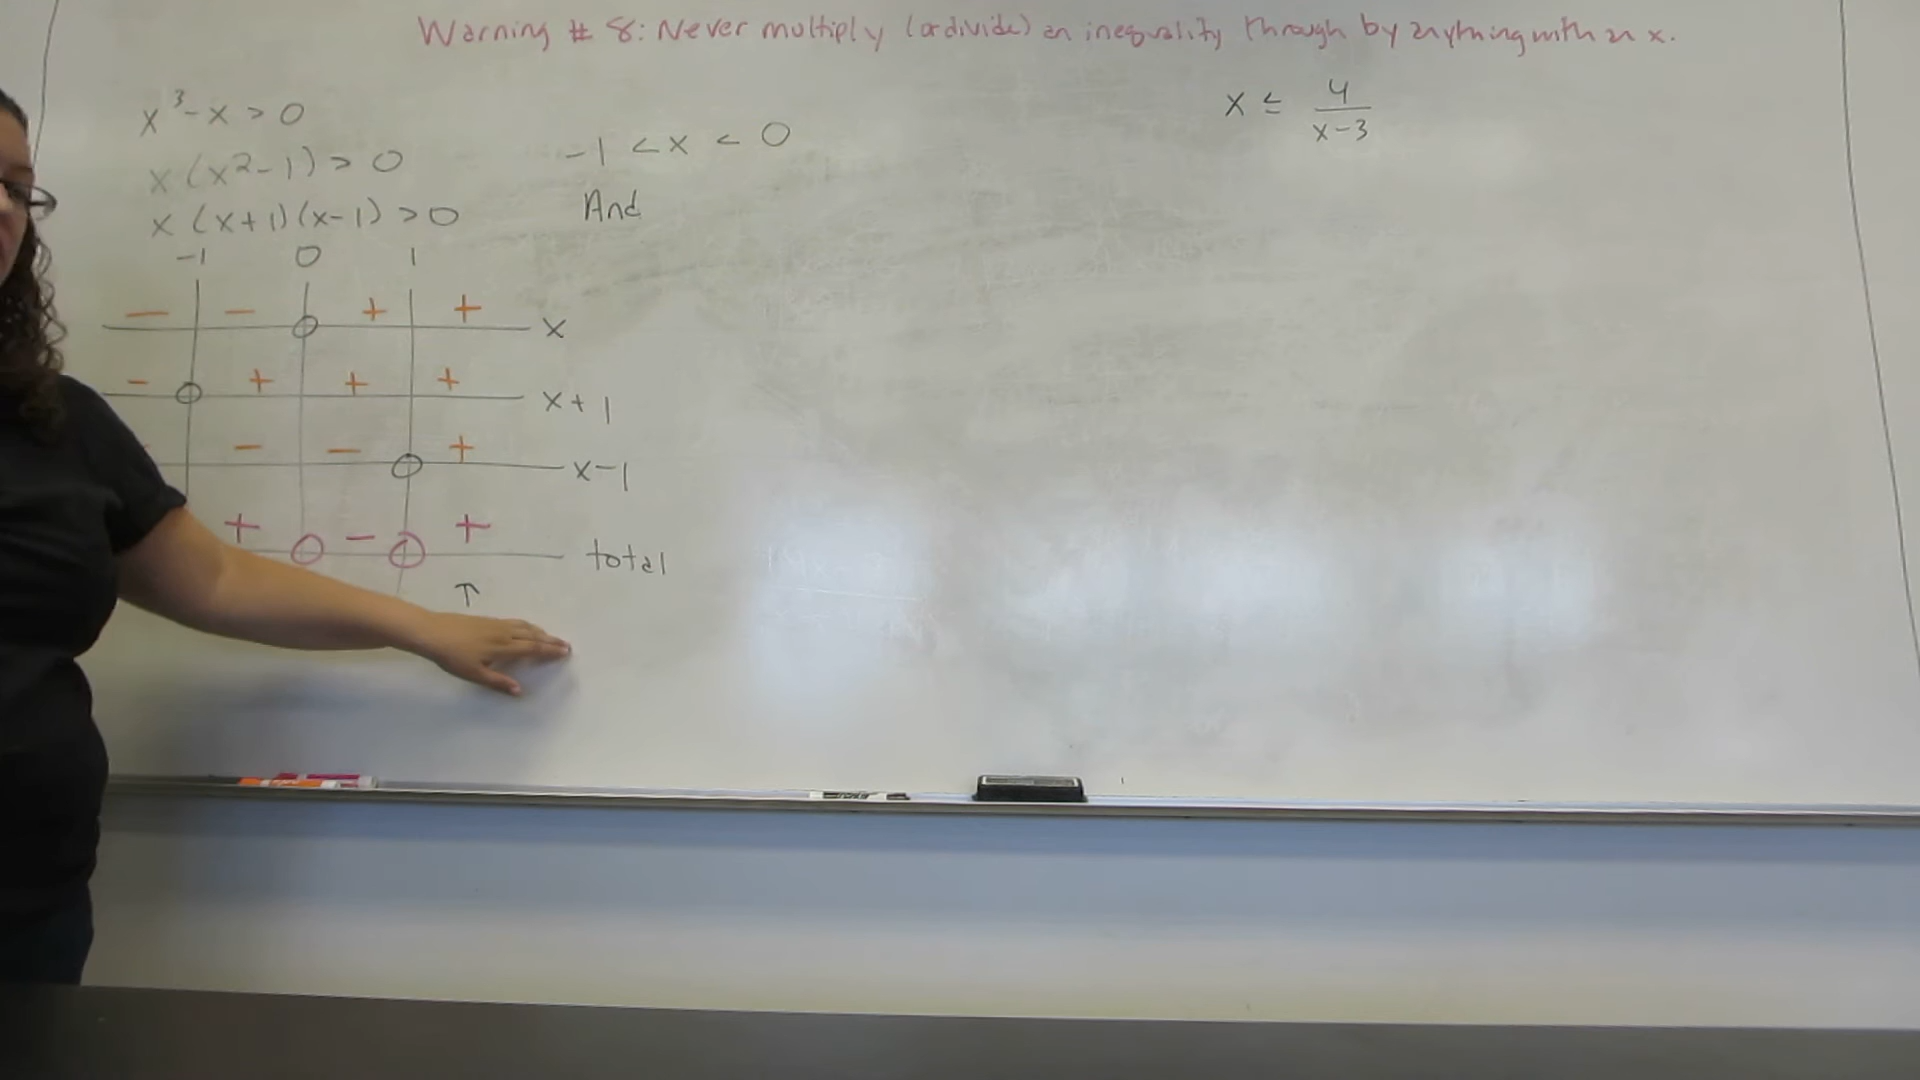 Warning # 8: Never multiply (or divide) an inequality through by anything with an x.
x³-x > 0
x (x²-1) > 0
x (x+1)(x-1) > 0
-1 0 1
- - + + x
- + + + x+1
- - + x-1
+ - + total
↑
-1 < x < 0
And
x ≤ 4/(x-3)